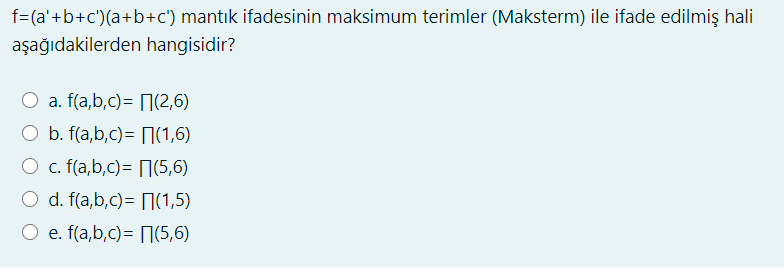 f=(a'+b+c')(a+b+c') mantık ifadesinin maksimum terimler (Maksterm) ile ifade edilmiş hali
aşağıdakilerden hangisidir?
a. f(a,b,c)= ∏(2,6)
b. f(a,b,c)= ∏(1,6)
c. f(a,b,c)= ∏(5,6)
d. f(a,b,c)= ∏(1,5)
e. f(a,b,c)= ∏(5,6)